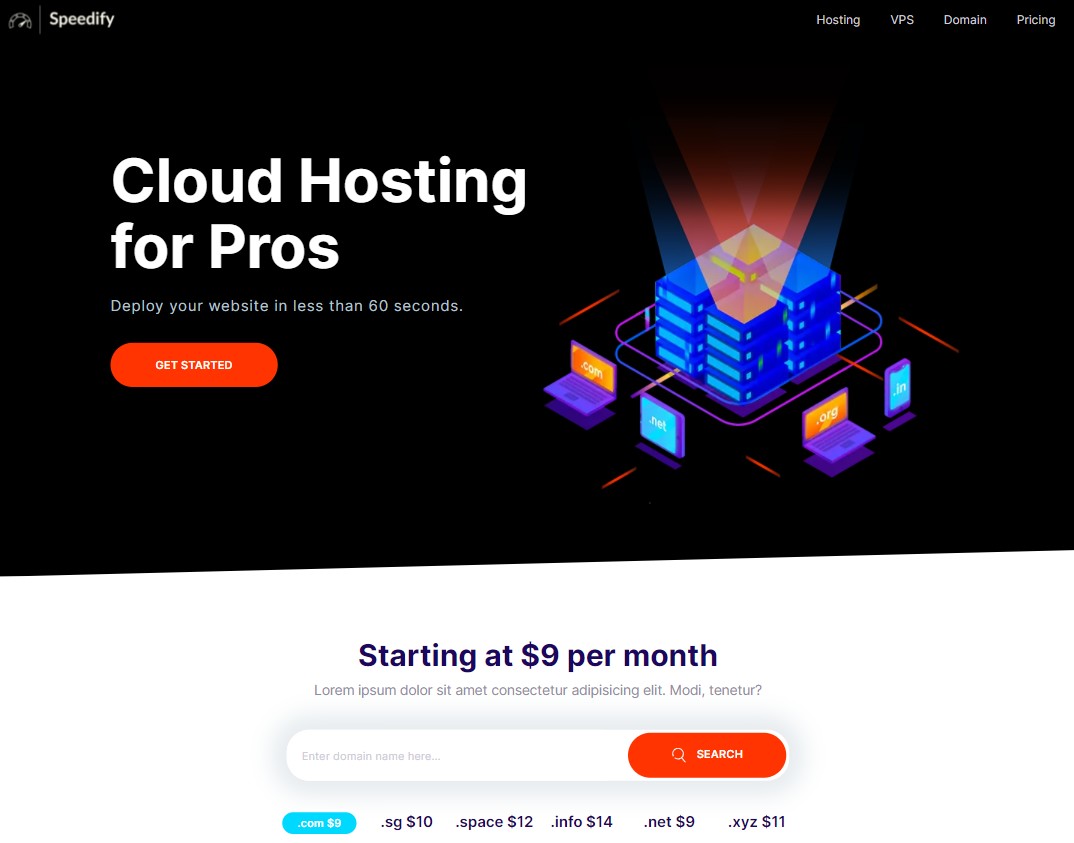 Speedify
Hosting VPS Domain Pricing
Cloud Hosting
for Pros
Deploy your website in less than 60 seconds.
GET STARTED
.com
.net
.org
.in
Starting at $9 per month
Lorem ipsum dolor sit amet consectetur adipisicing elit. Modi, tenetur?
Enter domain name here...
SEARCH
.com $9 .sg $10 .space $12 .info $14 .net $9 .xyz $11